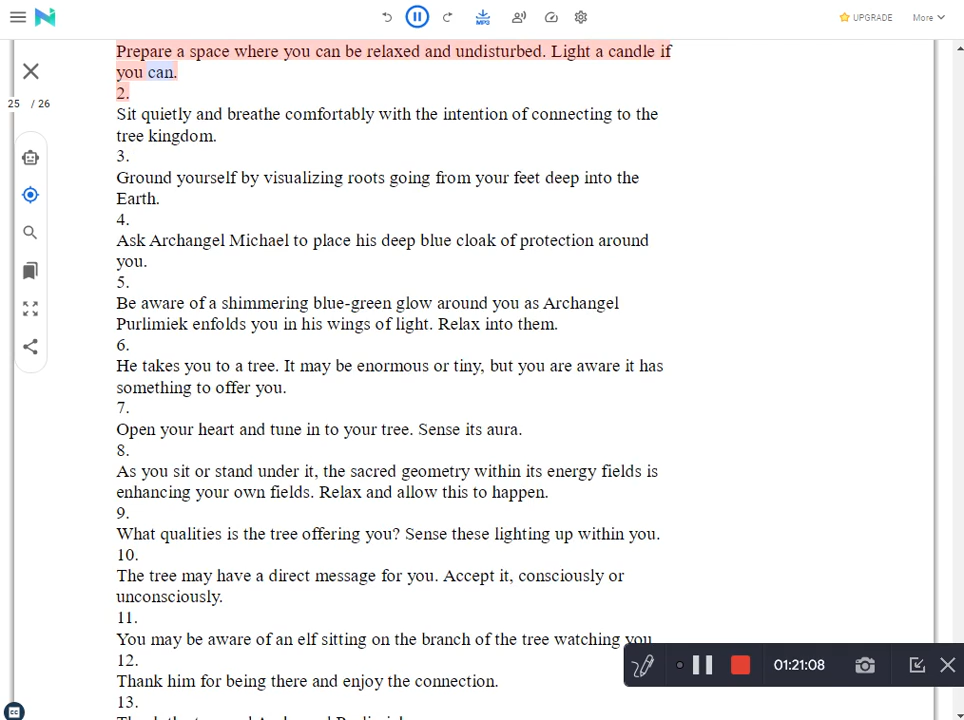 MP3
UPGRADE
More
25 / 26
Prepare a space where you can be relaxed and undisturbed. Light a candle if
you can.
2.
Sit quietly and breathe comfortably with the intention of connecting to the
tree kingdom.
3.
Ground yourself by visualizing roots going from your feet deep into the
Earth.
4.
Ask Archangel Michael to place his deep blue cloak of protection around
you.
5.
Be aware of a shimmering blue-green glow around you as Archangel
Purlimiek enfolds you in his wings of light. Relax into them.
6.
He takes you to a tree. It may be enormous or tiny, but you are aware it has
something to offer you.
7.
Open your heart and tune in to your tree. Sense its aura.
8.
As you sit or stand under it, the sacred geometry within its energy fields is
enhancing your own fields. Relax and allow this to happen.
9.
What qualities is the tree offering you? Sense these lighting up within you.
10.
The tree may have a direct message for you. Accept it, consciously or
unconsciously.
11.
You may be aware of an elf sitting on the branch of the tree watching you.
12.
Thank him for being there and enjoy the connection.
13.
01:21:08
CC